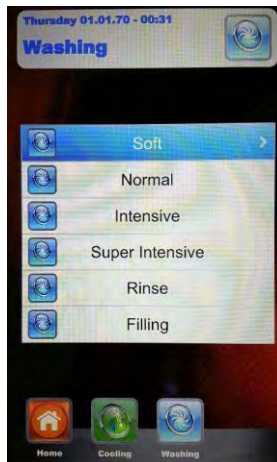 Thursday 01.01.70 - 00:31
Washing
Soft
Normal
Intensive
Super Intensive
Rinse
Filling
Home
Cooling
Washing